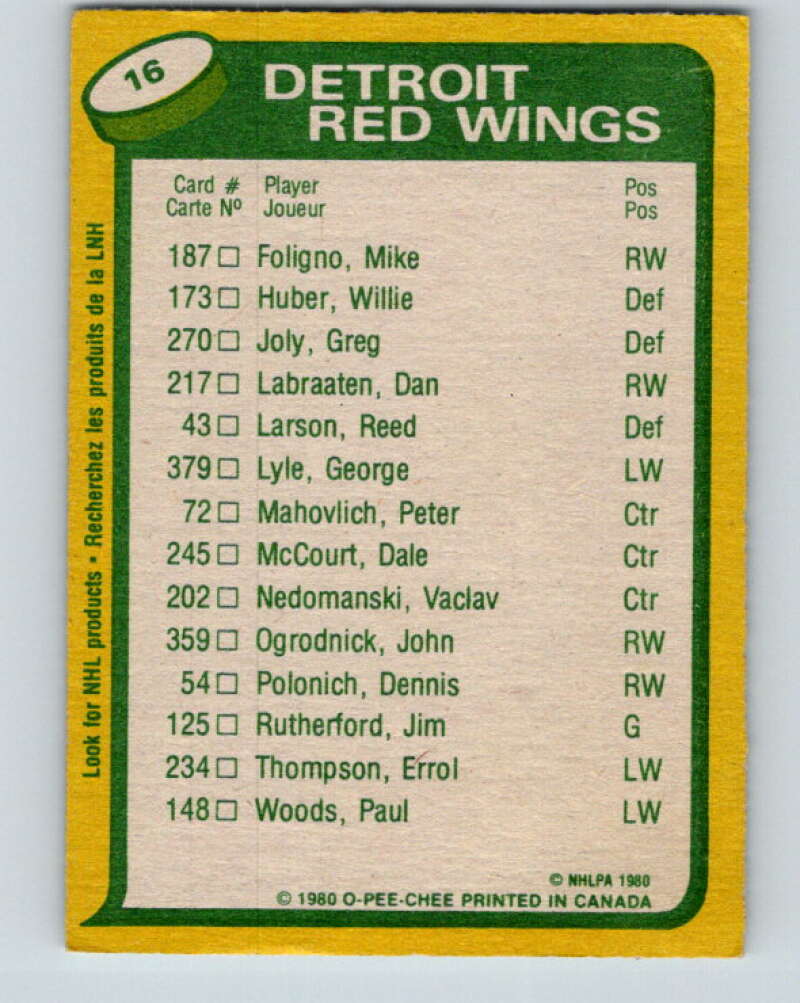 16
DETROIT
RED WINGS
Card # Player Pos
Carte Nº Joueur Pos
187 □ Foligno, Mike RW
173 □ Huber, Willie Def
270 □ Joly, Greg Def
217 □ Labraaten, Dan RW
43 □ Larson, Reed Def
379 □ Lyle, George LW
72 □ Mahovlich, Peter Ctr
245 □ McCourt, Dale Ctr
202 □ Nedomanski, Vaclav Ctr
359 □ Ogrodnick, John RW
54 □ Polonich, Dennis RW
125 □ Rutherford, Jim G
234 □ Thompson, Errol LW
148 □ Woods, Paul LW
© NHLPA 1980
© 1980 O-PEE-CHEE PRINTED IN CANADA
Look for NHL products • Recherchez les produits de la LNH